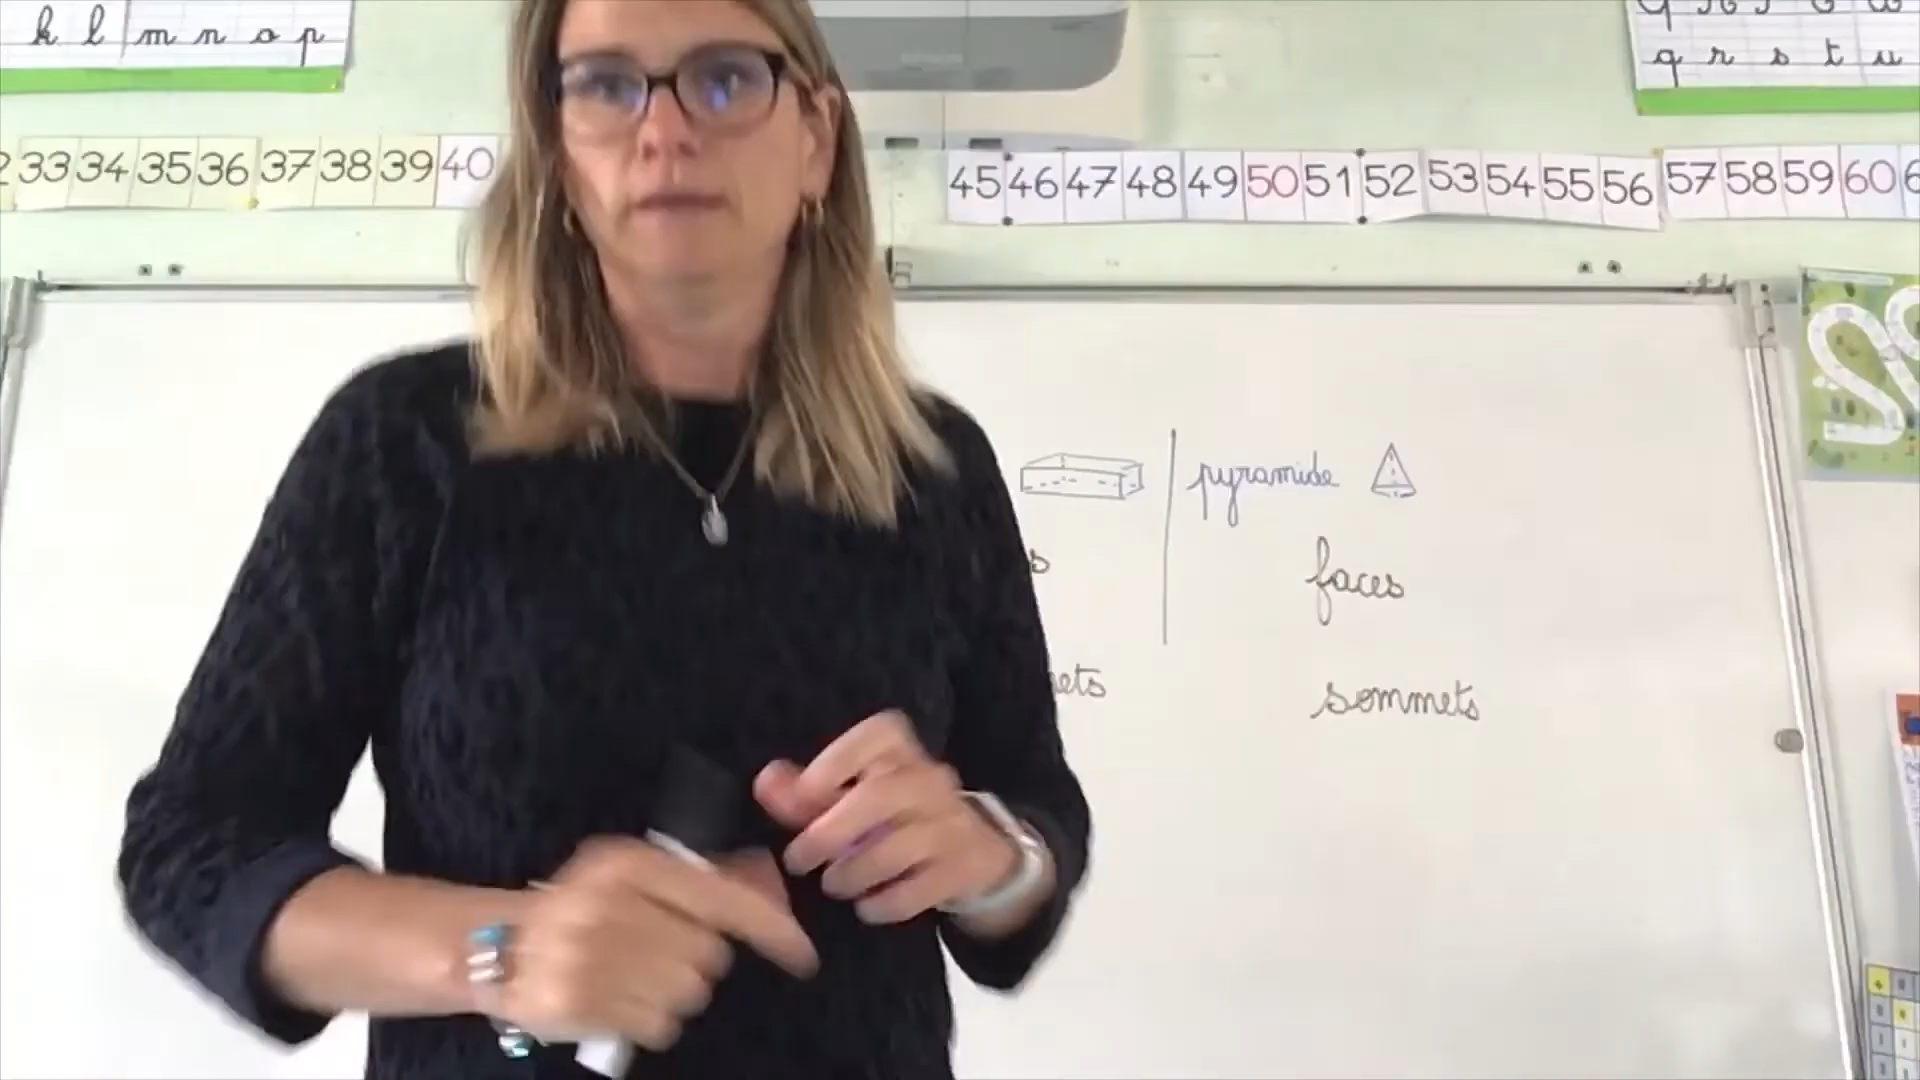 k l m n o p
q r s t u
33 34 35 36 37 38 39 40
45 46 47 48 49 50 51 52 53 54 55 56 57 58 59 60
pyramide
faces
sommets